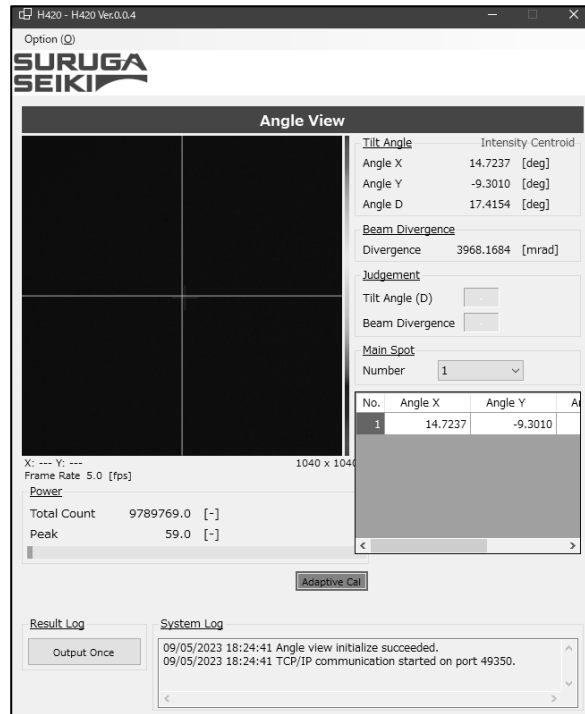 H420 - H420 Ver.0.0.4
Option (O)
SURUGA
SEIKI
Angle View
Tilt Angle Intensity Centroid
Angle X 14.7237 [deg]
Angle Y -9.3010 [deg]
Angle D 17.4154 [deg]
Beam Divergence
Divergence 3968.1684 [mrad]
Judgement
Tilt Angle (D) -
Beam Divergence -
Main Spot
Number 1
No. Angle X Angle Y
1 14.7237 -9.3010
X: --- Y: --- 1040 x 1040
Frame Rate 5.0 [fps]
Power
Total Count 9789769.0 [-]
Peak 59.0 [-]
Adaptive Cal
Result Log
Output Once
System Log
09/05/2023 18:24:41 Angle view initialize succeeded.
09/05/2023 18:24:41 TCP/IP communication started on port 49350.